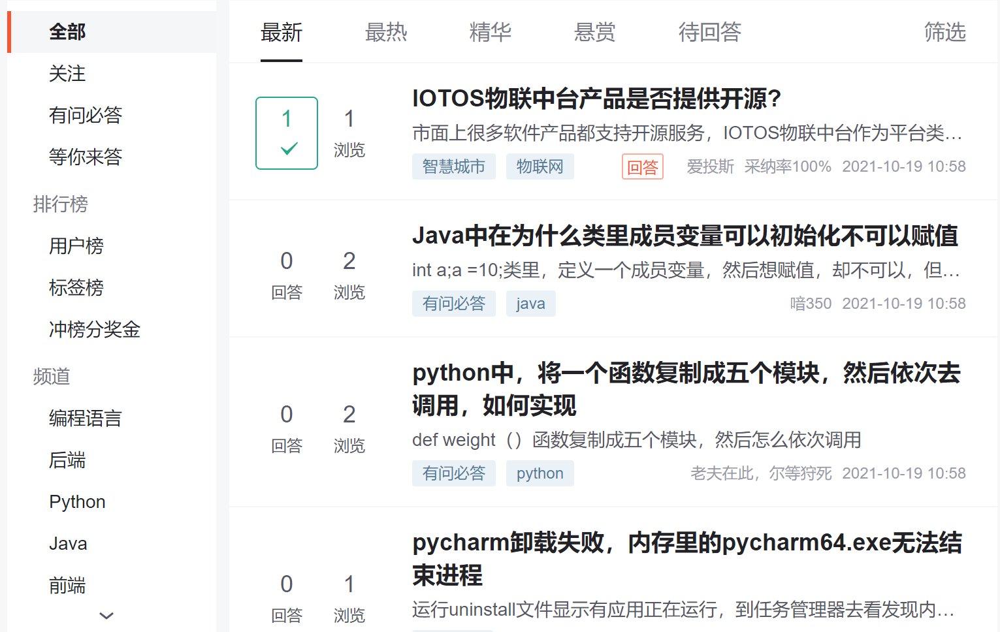 全部
关注
有问必答
等你来答
排行榜
用户榜
标签榜
冲榜分奖金
频道
编程语言
后端
Python
Java
前端
最新 最热 精华 悬赏 待回答 筛选
1
1
浏览
IOTOS物联中台产品是否提供开源?
市面上很多软件产品都支持开源服务，IOTOS物联中台作为平台类...
智慧城市 物联网 回答 爱投斯 采纳率100% 2021-10-19 10:58
0
回答
2
浏览
Java中在为什么类里成员变量可以初始化不可以赋值
int a;a =10;类里，定义一个成员变量，然后想赋值，却不可以，但...
有问必答 java 喑350 2021-10-19 10:58
0
回答
2
浏览
python中，将一个函数复制成五个模块，然后依次去
调用，如何实现
def weight（）函数复制成五个模块，然后怎么依次调用
有问必答 python 老夫在此，尔等狩死 2021-10-19 10:58
0
回答
1
浏览
pycharm卸载失败，内存里的pycharm64.exe无法结
束进程
运行uninstall文件显示有应用正在运行，到任务管理器去看发现内...